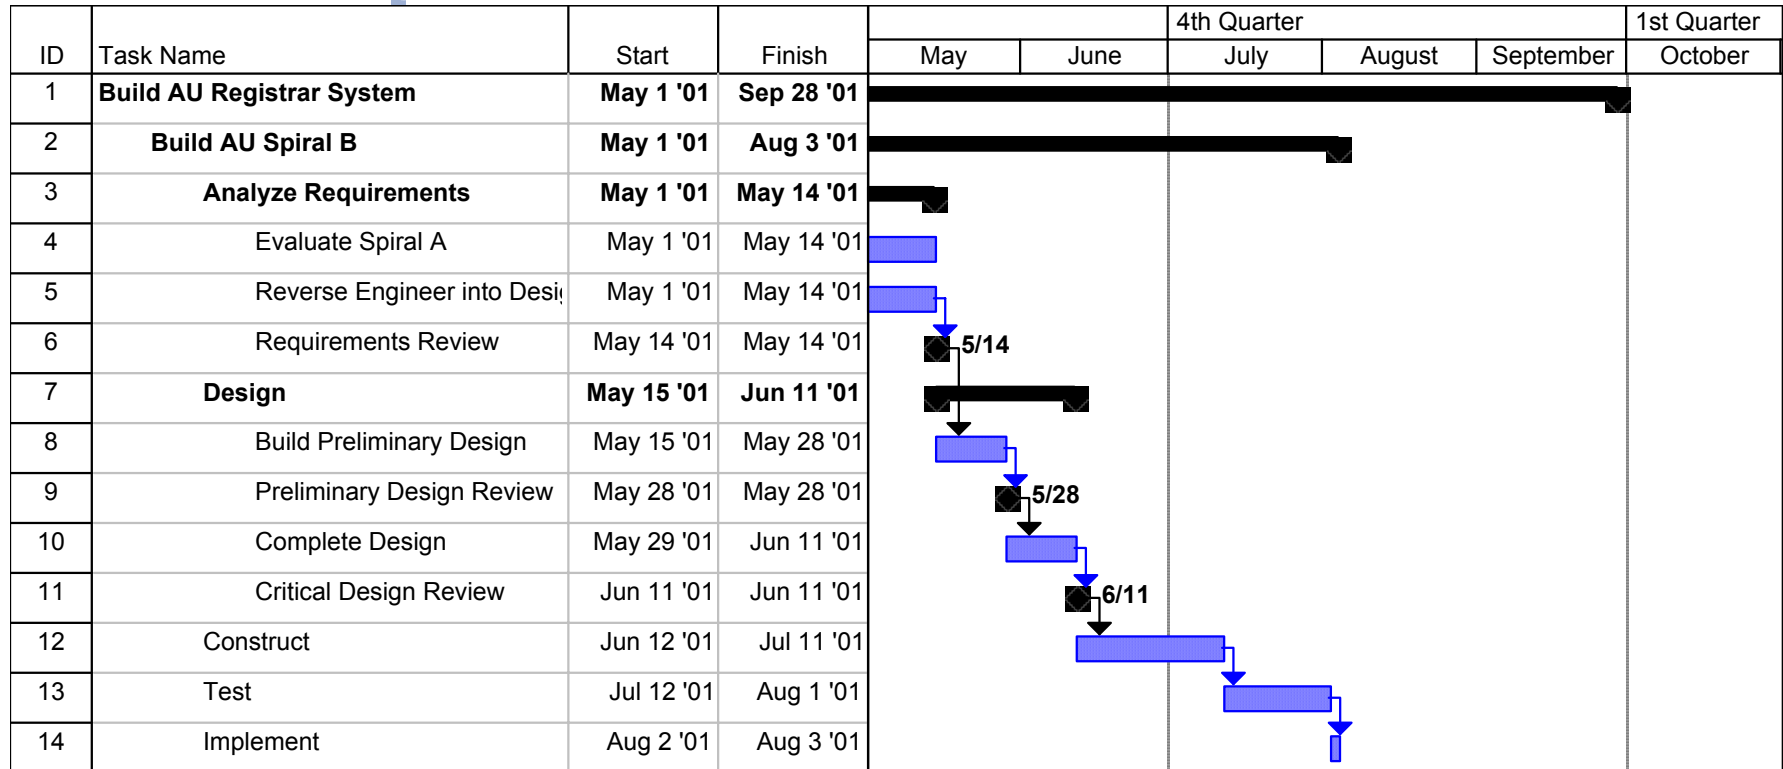 4th Quarter 1st Quarter
ID Task Name Start Finish May June July August September October
1 Build AU Registrar System May 1 '01 Sep 28 '01
2 Build AU Spiral B May 1 '01 Aug 3 '01
3 Analyze Requirements May 1 '01 May 14 '01
4 Evaluate Spiral A May 1 '01 May 14 '01
5 Reverse Engineer into Desi May 1 '01 May 14 '01
6 Requirements Review May 14 '01 May 14 '01 5/14
7 Design May 15 '01 Jun 11 '01
8 Build Preliminary Design May 15 '01 May 28 '01
9 Preliminary Design Review May 28 '01 May 28 '01 5/28
10 Complete Design May 29 '01 Jun 11 '01
11 Critical Design Review Jun 11 '01 Jun 11 '01 6/11
12 Construct Jun 12 '01 Jul 11 '01
13 Test Jul 12 '01 Aug 1 '01
14 Implement Aug 2 '01 Aug 3 '01